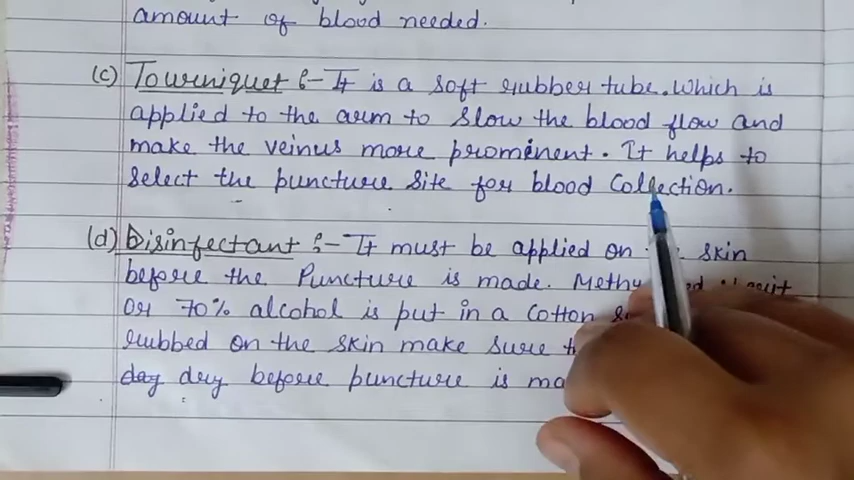 amount of blood needed.
(c) Tourniquet :- It is a soft rubber tube. Which is
applied to the arm to slow the blood flow and
make the veinus more prominent. It helps to
select the puncture site for blood Collection.
(d) Disinfectant :- It must be applied on skin
before the Puncture is made.
or 70% alcohol is put in a cotton
rubbed on the skin make sure
day dry before puncture is